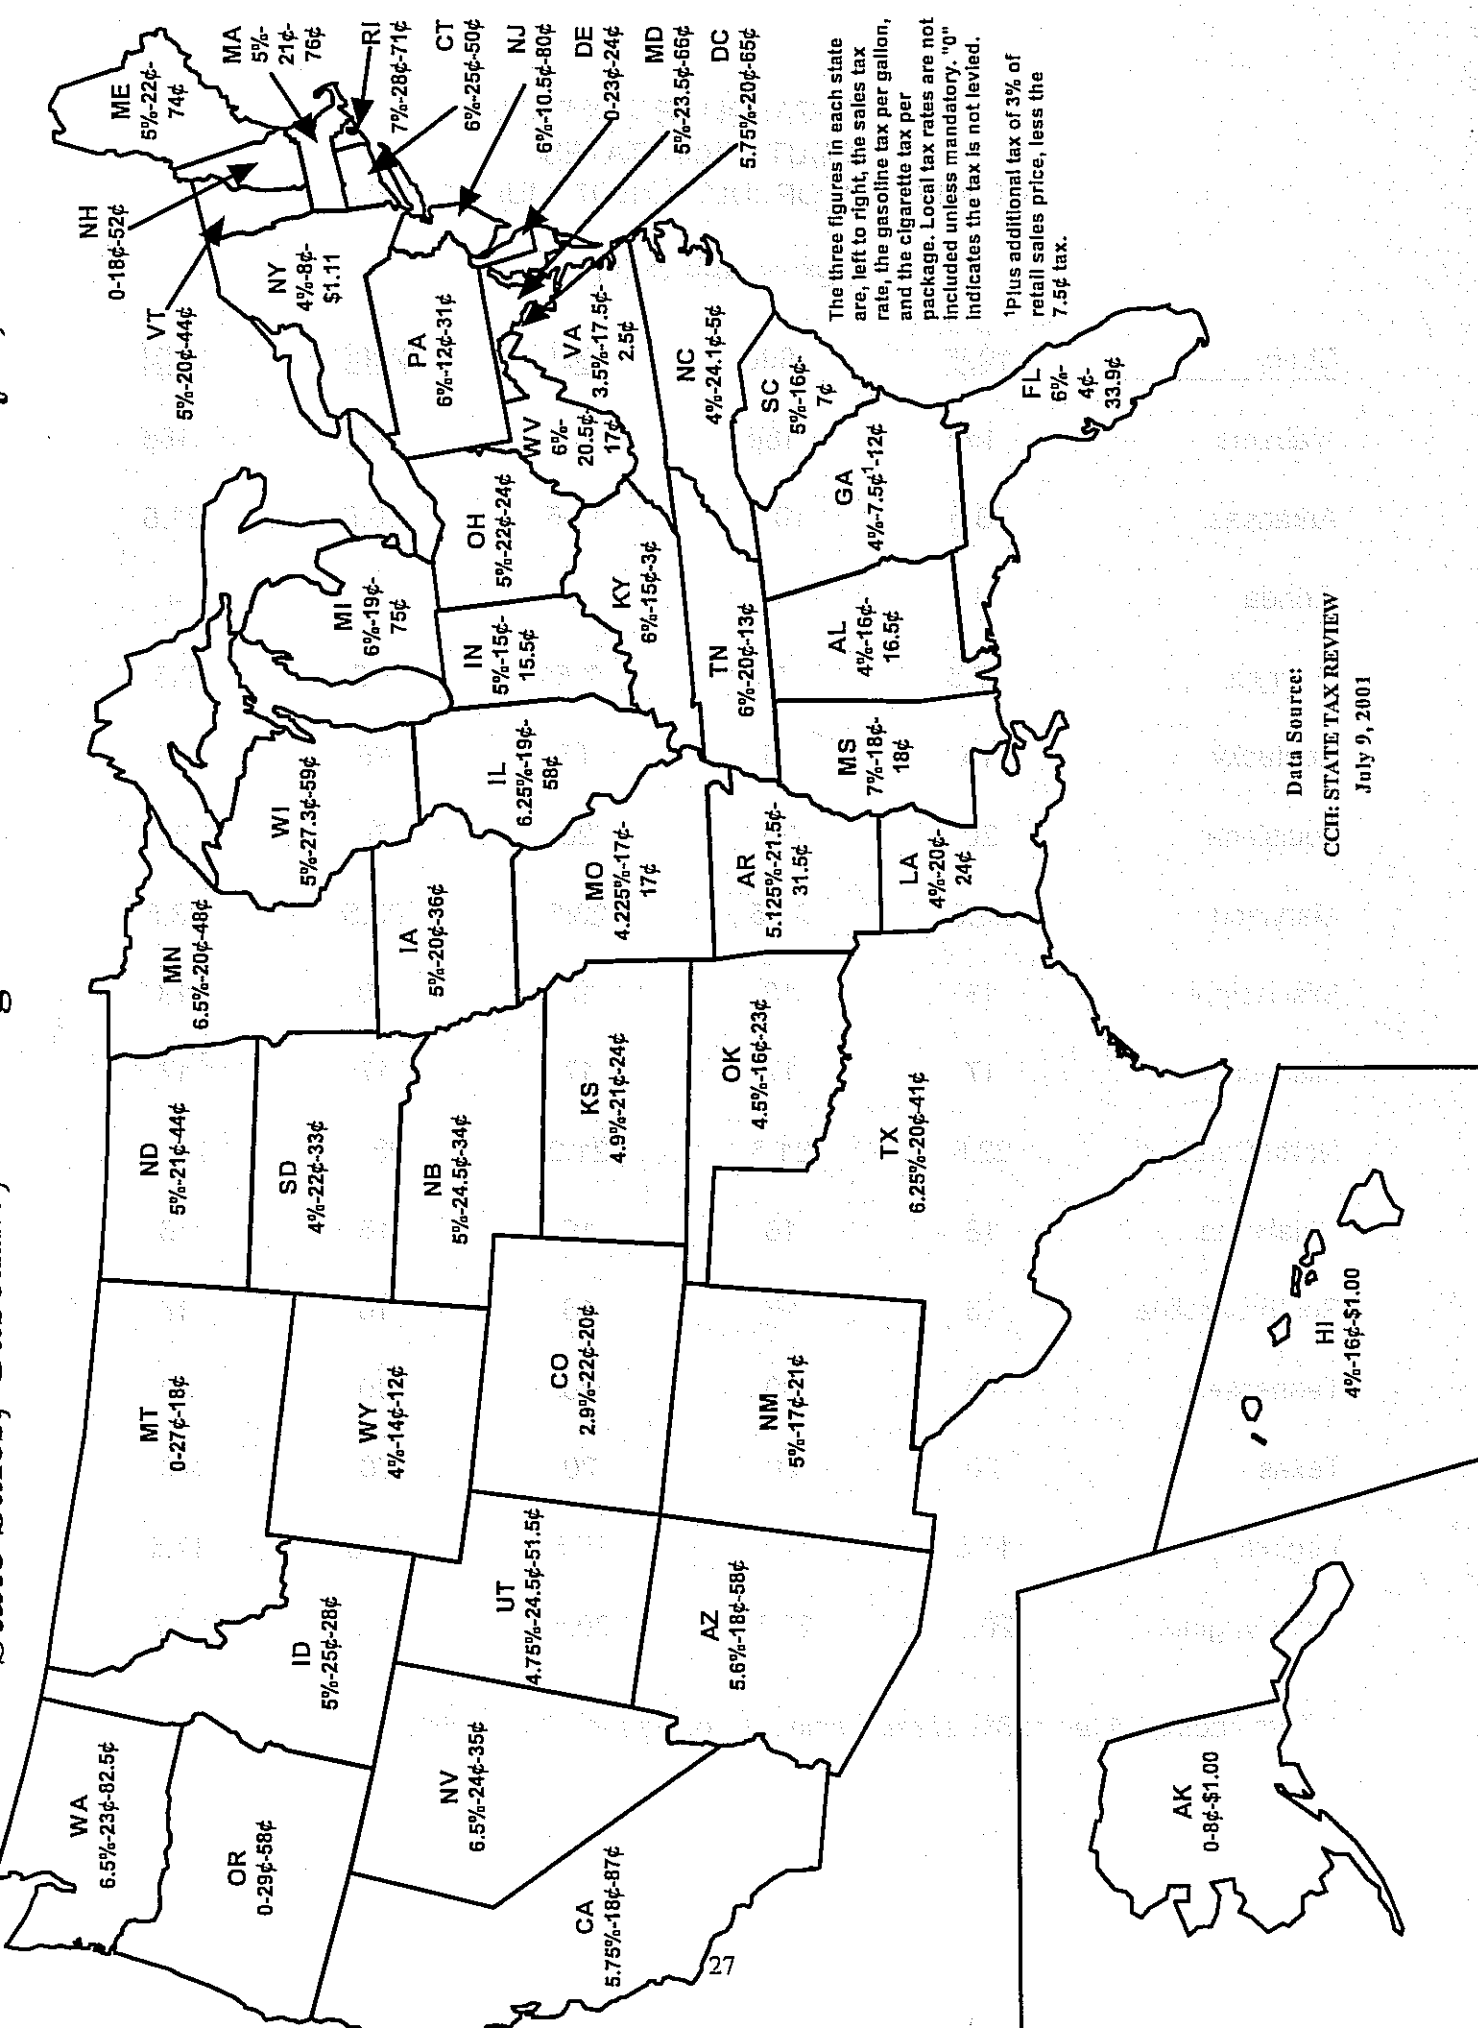 WA
6.5%-23¢-82.5¢
OR
0-29¢-58¢
CA
5.75%-18¢-87¢
NV
6.5%-24¢-35¢
ID
5%-25¢-28¢
MT
0-27¢-18¢
WY
4%-14¢-12¢
UT
4.75%-24.5¢-51.5¢
CO
2.9%-22¢-20¢
AZ
5.6%-18¢-58¢
NM
5%-17¢-21¢
ND
5%-21¢-44¢
SD
4%-22¢-33¢
NB
5%-24.5¢-34¢
KS
4.9%-21¢-24¢
OK
4.5%-16¢-23¢
TX
6.25%-20¢-41¢
MN
6.5%-20¢-48¢
IA
5%-20¢-36¢
MO
4.225%-17¢-
17¢
AR
5.125%-21.5¢-
31.5¢
LA
4%-20¢-
24¢
WI
5%-27.3¢-59¢
IL
6.25%-19¢-
58¢
MI
6%-19¢-
75¢
IN
5%-15¢-
15.5¢
OH
5%-22¢-24¢
KY
6%-15¢-3¢
TN
6%-20¢-13¢
MS
7%-18¢-
18¢
AL
4%-16¢-
16.5¢
GA
4%-7.5¢¹-12¢
FL
6%-
4¢-
33.9¢
SC
5%-16¢-
7¢
NC
4%-24.1¢-5¢
VA
3.5%-17.5¢-
2.5¢
WV
6%-
20.5¢-
17¢
PA
6%-12¢-31¢
NY
4%-8¢-
$1.11
VT
5%-20¢-44¢
NH
0-18¢-52¢
ME
5%-22¢-
74¢
MA
5%-
21¢-
76¢
RI
7%-28¢-71¢
CT
6%-25¢-50¢
NJ
6%-10.5¢-80¢
DE
0-23¢-24¢
MD
5%-23.5¢-66¢
DC
5.75%-20¢-65¢
The three figures in each state
are, left to right, the sales tax
rate, the gasoline tax per gallon,
and the cigarette tax per
package. Local tax rates are not
included unless mandatory. "0"
indicates the tax is not levied.
¹Plus additional tax of 3% of
retail sales price, less the
7.5¢ tax.
AK
0-8¢-$1.00
HI
4%-16¢-$1.00
Data Source:
CCH: STATE TAX REVIEW
July 9, 2001
27